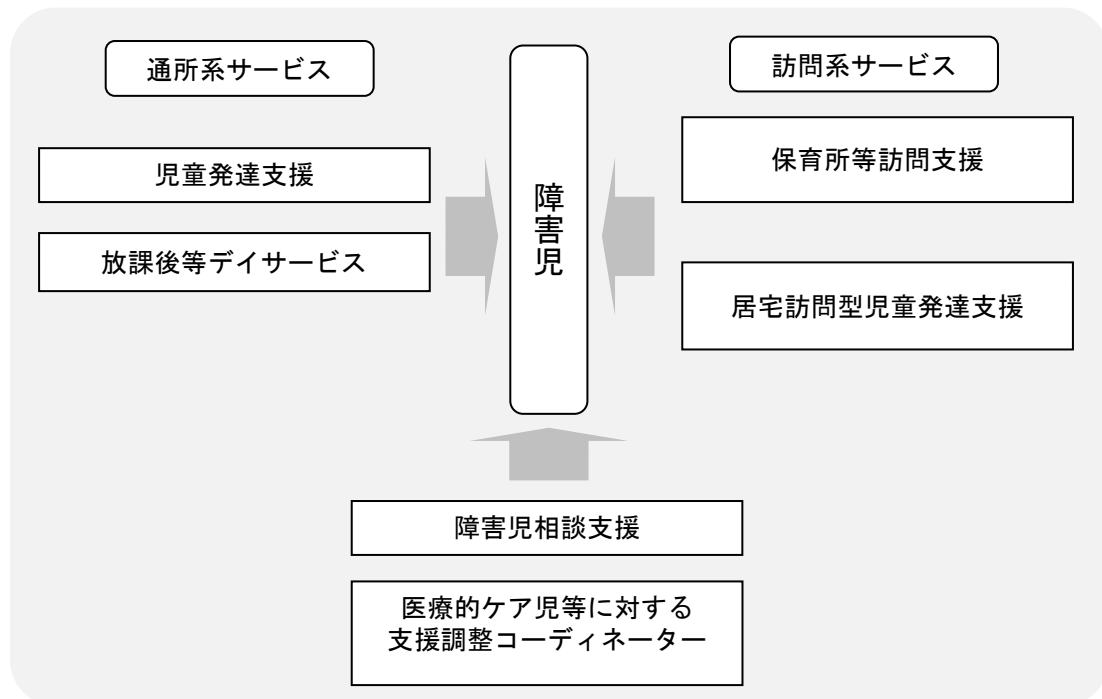 通所系サービス
児童発達支援
放課後等デイサービス
障害児
訪問系サービス
保育所等訪問支援
居宅訪問型児童発達支援
障害児相談支援
医療的ケア児等に対する
支援調整コーディネーター